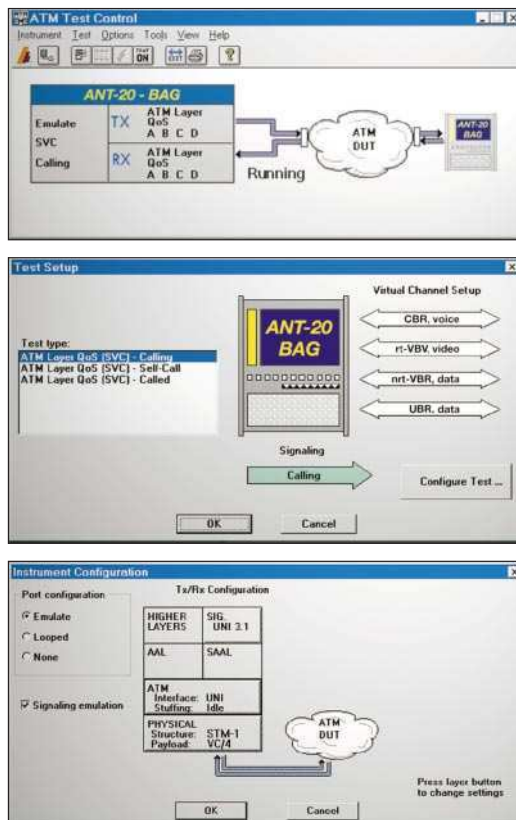 ATM Test Control
Instrument Test Options Tools View Help
TEST
ON
EXT
?
ANT-20 - BAG
Emulate
SVC
Calling
TX
ATM Layer
QoS
A B C D
RX
ATM Layer
QoS
A B C D
Running
ATM
DUT
ANT-20
BAG
Test Setup
Test type:
ATM Layer QoS (SVC) - Calling
ATM Layer QoS (SVC) - Self-Call
ATM Layer QoS (SVC) - Called
ANT-20
BAG
Virtual Channel Setup
CBR, voice
rt-VBV, video
nrt-VBR, data
UBR, data
Signaling
Calling
Configure Test ...
OK
Cancel
Instrument Configuration
Port configuration
Emulate
Looped
None
Signaling emulation
Tx/Rx Configuration
HIGHER
LAYERS
SIG.
UNI 3.1
AAL
SAAL
ATM
Interface: UNI
Stuffing: Idle
PHYSICAL
Structure: STM-1
Payload: VC/4
ATM
DUT
Press layer button
to change settings
OK
Cancel